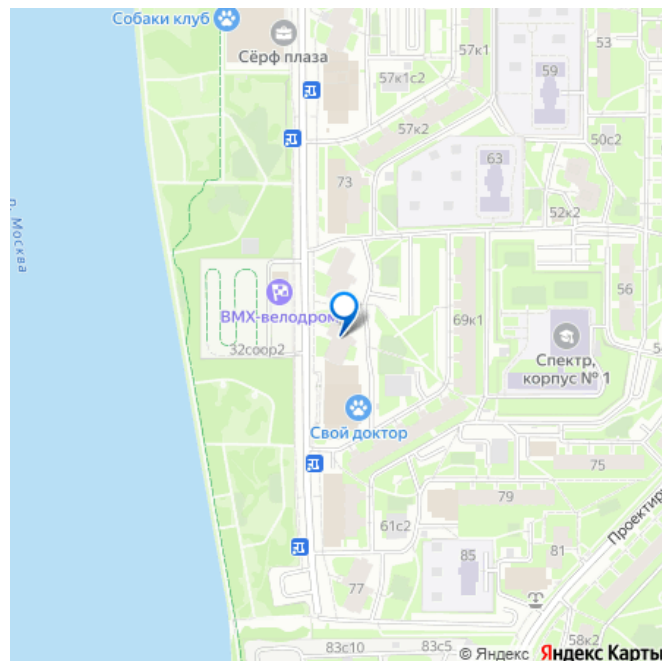 Собаки клуб
Сёрф плаза
57к1
53
57к1с2
59
57к2
50с2
63
73
52к2
р. Москва
ВМХ-велодром
56
69к1
32соор2
Спектр,
корпус № 1
Свой доктор
75
79
61с2
Проектир
85
81
77
58к2
83с10
83с5
© Яндекс Яндекс Карты